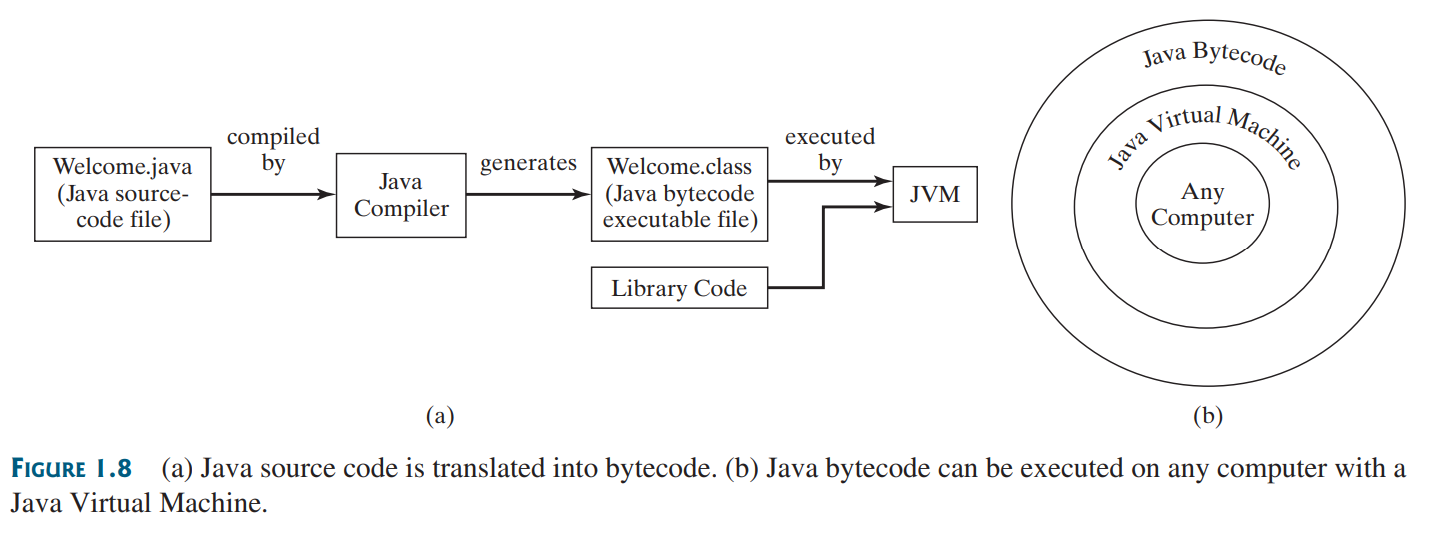 compiled
by
Welcome.java
(Java source-
code file)
Java
Compiler
generates
Welcome.class
(Java bytecode
executable file)
executed
by
JVM
Library Code
(a)
Java Bytecode
Java Virtual Machine
Any
Computer
(b)
FIGURE 1.8 (a) Java source code is translated into bytecode. (b) Java bytecode can be executed on any computer with a
Java Virtual Machine.